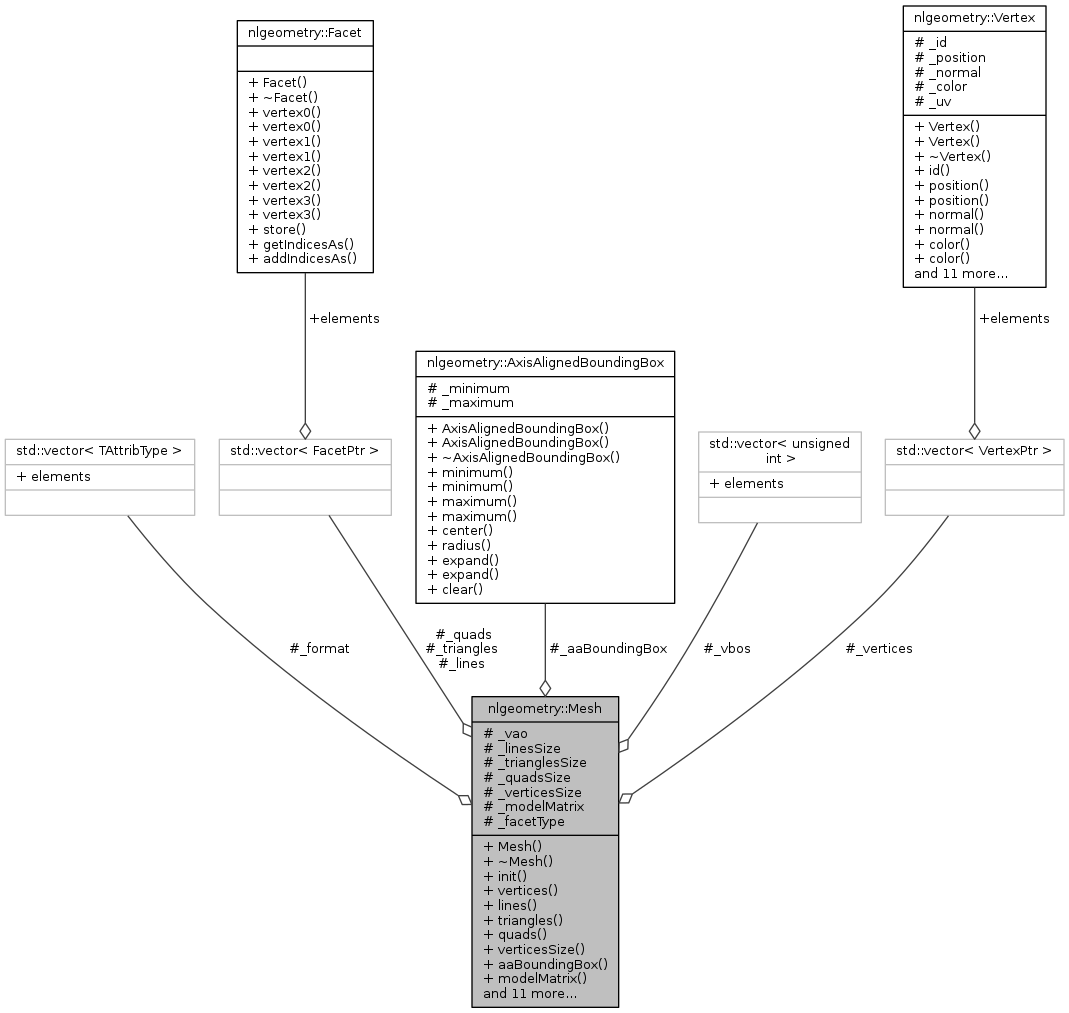 nlgeometry::Facet
+ Facet()
+ ~Facet()
+ vertex0()
+ vertex0()
+ vertex1()
+ vertex1()
+ vertex2()
+ vertex2()
+ vertex3()
+ vertex3()
+ store()
+ getIndicesAs()
+ addIndicesAs()
nlgeometry::Vertex
# _id
# _position
# _normal
# _color
# _uv
+ Vertex()
+ Vertex()
+ ~Vertex()
+ id()
+ position()
+ position()
+ normal()
+ normal()
+ color()
+ color()
and 11 more...
+elements
+elements
std::vector< TAttribType >
+ elements
std::vector< FacetPtr >
nlgeometry::AxisAlignedBoundingBox
# _minimum
# _maximum
+ AxisAlignedBoundingBox()
+ AxisAlignedBoundingBox()
+ ~AxisAlignedBoundingBox()
+ minimum()
+ minimum()
+ maximum()
+ maximum()
+ center()
+ radius()
+ expand()
+ expand()
+ clear()
std::vector< unsigned
int >
+ elements
std::vector< VertexPtr >
#_format
#_quads
#_triangles
#_lines
#_aaBoundingBox
#_vbos
#_vertices
nlgeometry::Mesh
# _vao
# _linesSize
# _trianglesSize
# _quadsSize
# _verticesSize
# _modelMatrix
# _facetType
+ Mesh()
+ ~Mesh()
+ init()
+ vertices()
+ lines()
+ triangles()
+ quads()
+ verticesSize()
+ aaBoundingBox()
+ modelMatrix()
and 11 more...